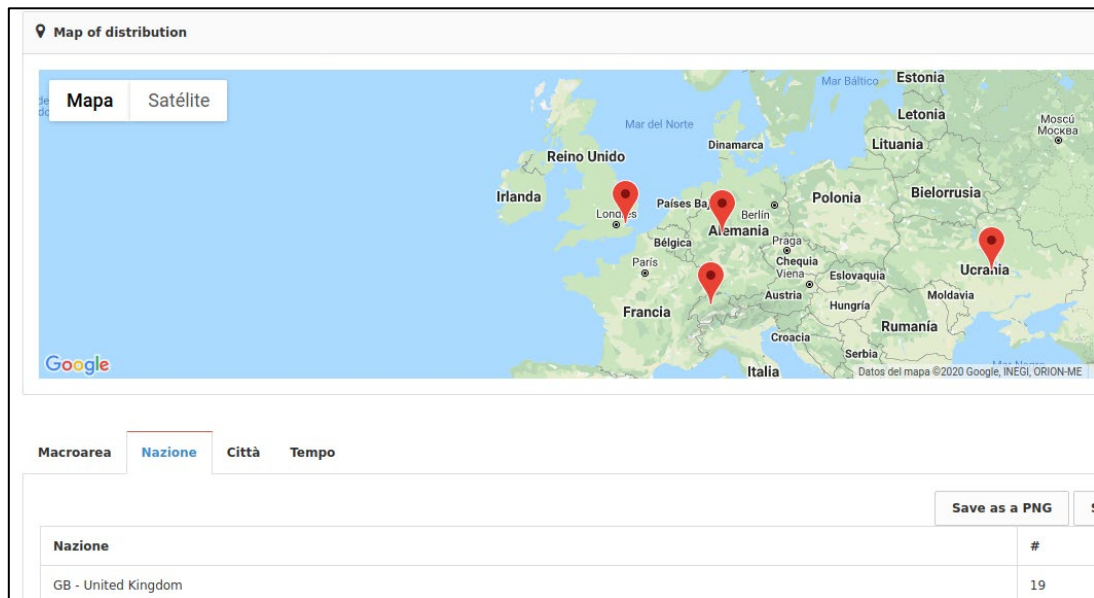 Map of distribution
Mapa Satélite
Mar Báltico Estonia
Letonia
Moscú
Москва
Mar del Norte
Dinamarca
Lituania
Reino Unido
Irlanda
Países
Berlín
Polonia
Bielorrusia
Londres
Alemania
Bélgica
Praga
Chequia
París
Viena
Eslovaquia
Ucrania
Austria
Hungría
Moldavia
Francia
Rumanía
Croacia
Serbia
Italia
Google
Datos del mapa ©2020 Google, INEGI, ORION-ME
Macroarea Nazione Città Tempo
Save as a PNG S
Nazione #
GB - United Kingdom 19